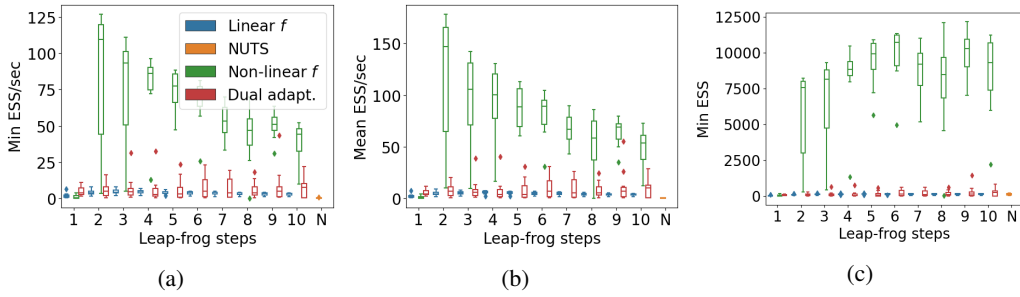 Min ESS/sec
125
100
75
50
25
0
1 2 3 4 5 6 7 8 9 10 N
Leap-frog steps
Linear f
NUTS
Non-linear f
Dual adapt.
(a)
Mean ESS/sec
150
100
50
0
1 2 3 4 5 6 7 8 9 10 N
Leap-frog steps
(b)
Min ESS
12500
10000
7500
5000
2500
0
1 2 3 4 5 6 7 8 9 10 N
Leap-frog steps
(c)